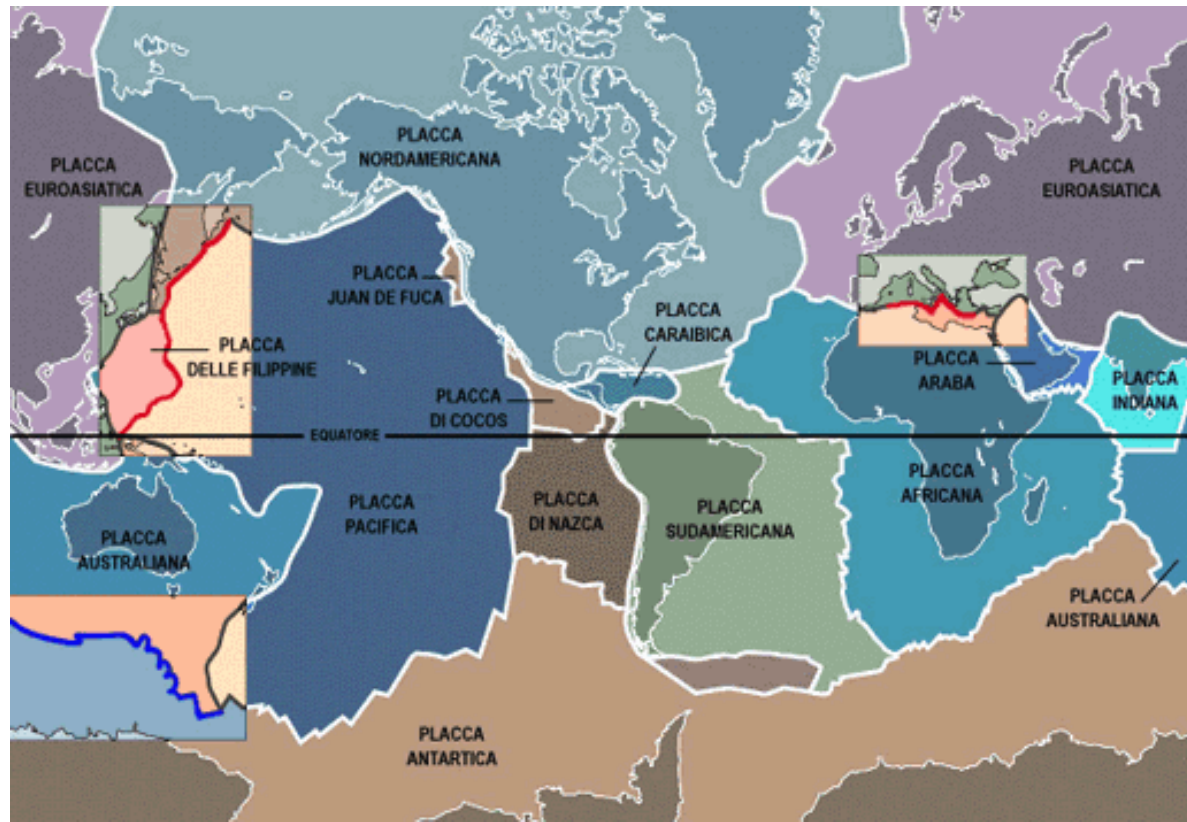 PLACCA
NORDAMERICANA
PLACCA
EUROASIATICA
PLACCA
EUROASIATICA
PLACCA
JUAN DE FUCA
PLACCA
CARAIBICA
PLACCA
DELLE FILIPPINE
PLACCA
ARABA
PLACCA
INDIANA
PLACCA
DI COCOS
EQUATORE
PLACCA
AFRICANA
PLACCA
PACIFICA
PLACCA
DI NAZCA
PLACCA
SUDAMERICANA
PLACCA
AUSTRALIANA
PLACCA
AUSTRALIANA
PLACCA
ANTARTICA